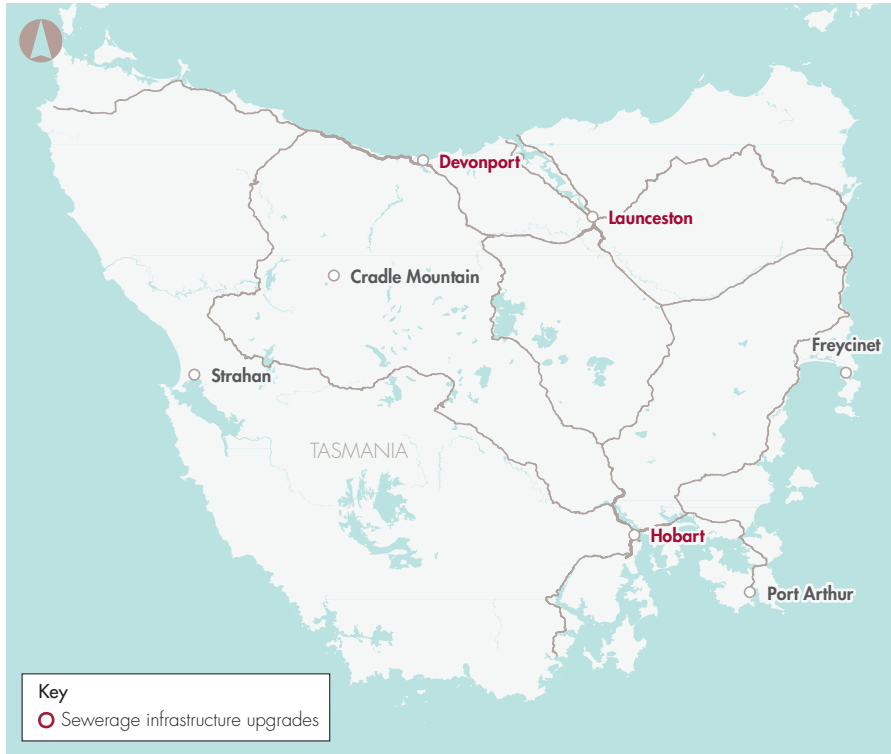 Devonport
Launceston
Cradle Mountain
Freycinet
Strahan
TASMANIA
Hobart
Port Arthur
Key
Sewerage infrastructure upgrades